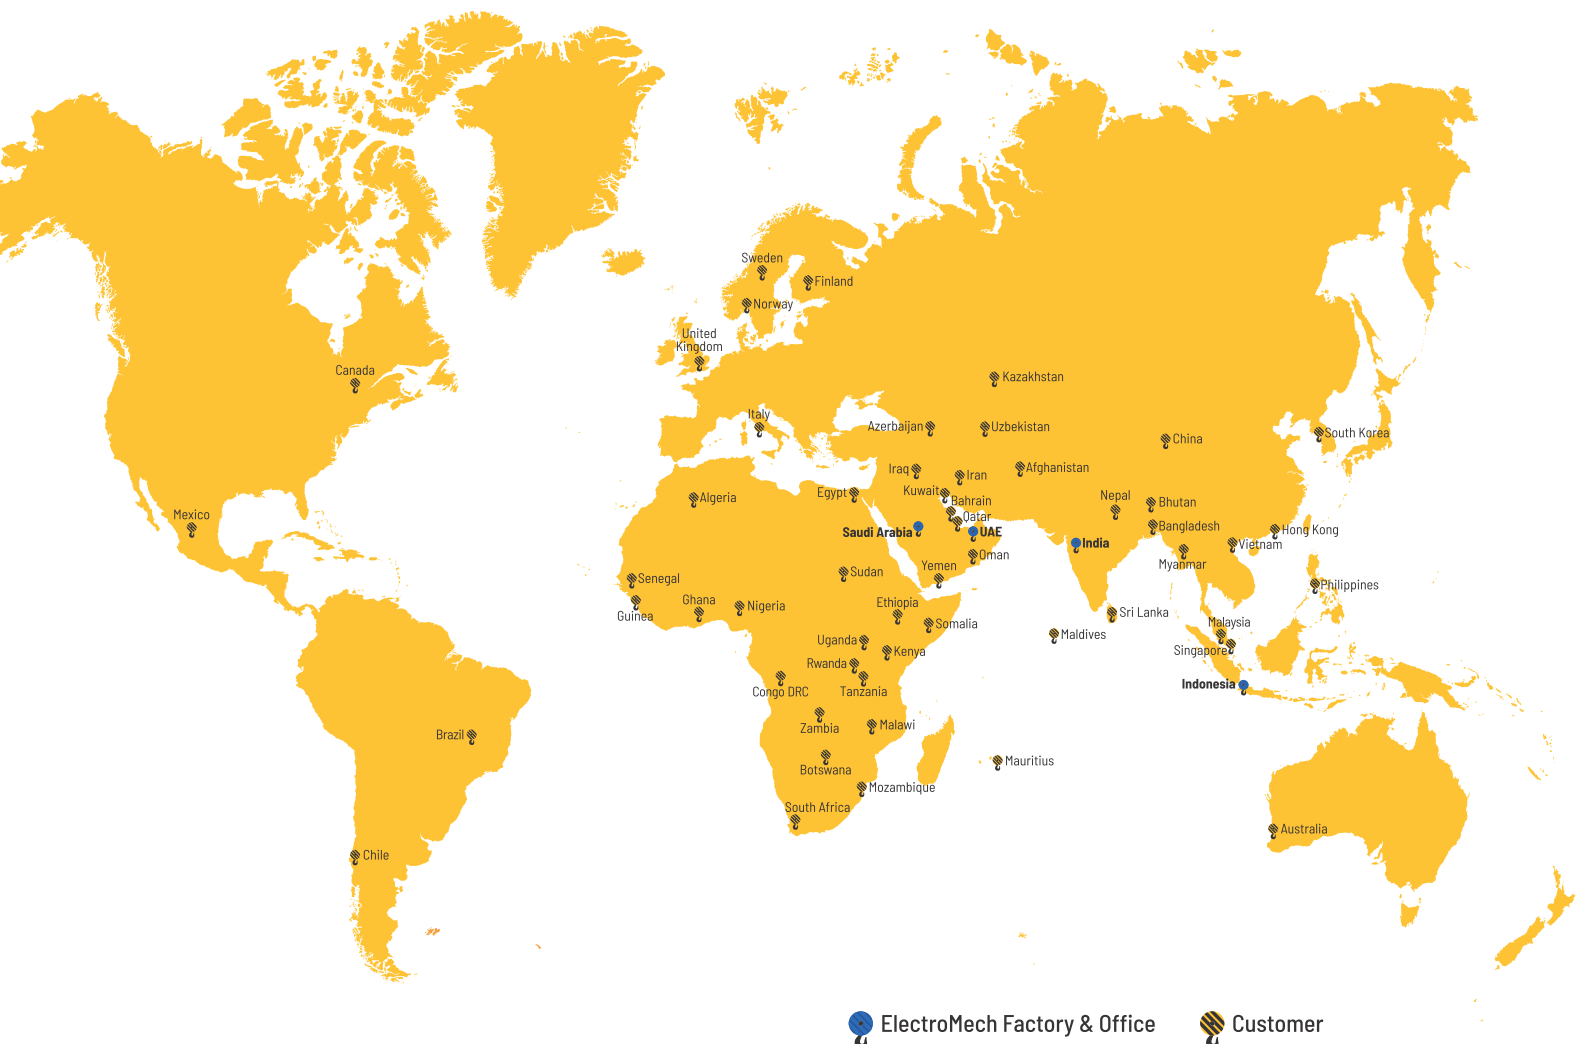 Sweden
Finland
Norway
United
Kingdom
Canada
Kazakhstan
Italy
Azerbaijan
Uzbekistan
China
South Korea
Iraq
Iran
Afghanistan
Algeria
Egypt
Kuwait
Bahrain
Nepal
Bhutan
Mexico
Qatar
Saudi Arabia
UAE
India
Bangladesh
Hong Kong
Vietnam
Oman
Myanmar
Yemen
Sudan
Senegal
Philippines
Ghana
Nigeria
Ethiopia
Guinea
Somalia
Sri Lanka
Malaysia
Maldives
Uganda
Kenya
Singapore
Rwanda
Congo DRC
Tanzania
Indonesia
Zambia
Malawi
Brazil
Mauritius
Botswana
Mozambique
South Africa
Australia
Chile
ElectroMech Factory & Office
Customer